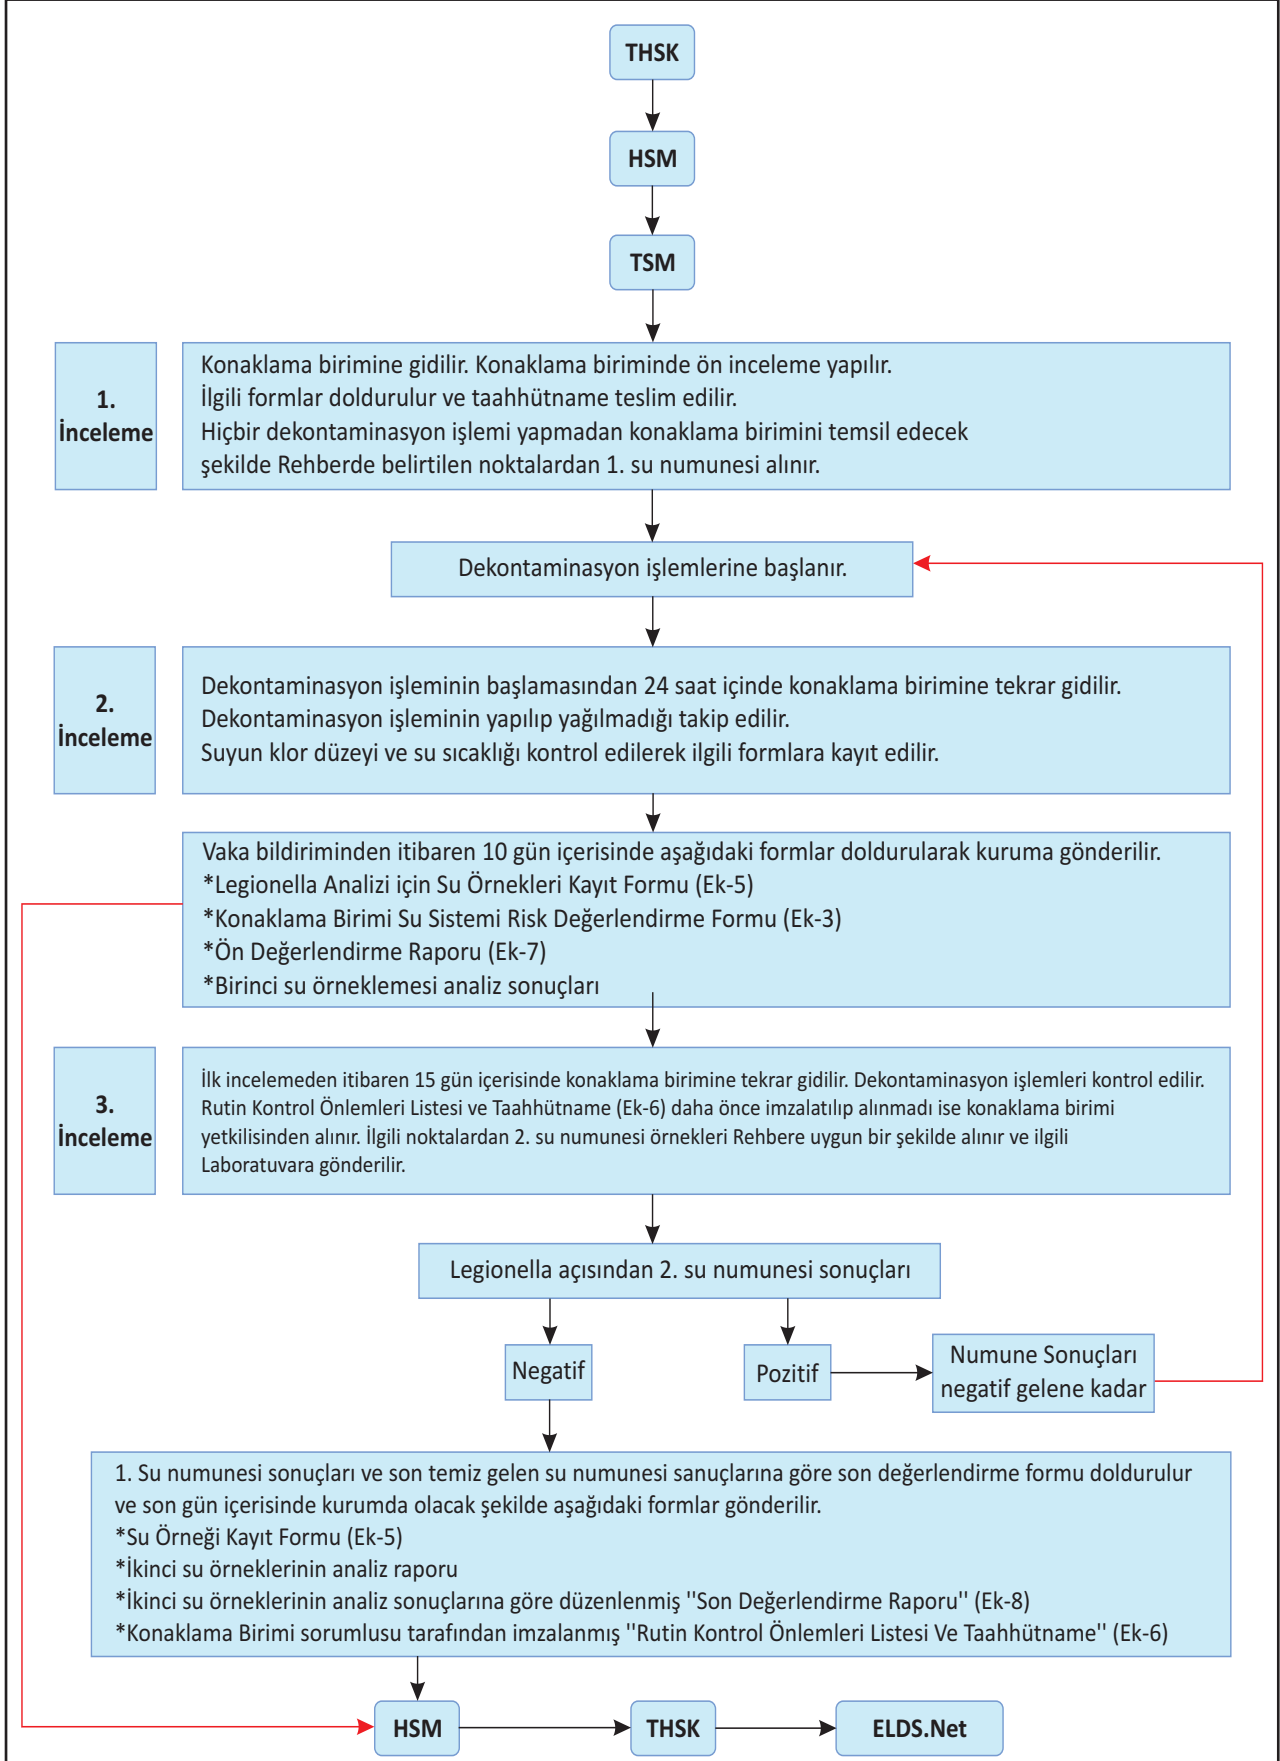 THSK
HSM
TSM
1.
İnceleme
Konaklama birimine gidilir. Konaklama biriminde ön inceleme yapılır.
İlgili formlar doldurulur ve taahhütname teslim edilir.
Hiçbir dekontaminasyon işlemi yapmadan konaklama birimini temsil edecek
şekilde Rehberde belirtilen noktalardan 1. su numunesi alınır.
Dekontaminasyon işlemlerine başlanır.
2.
İnceleme
Dekontaminasyon işleminin başlamasından 24 saat içinde konaklama birimine tekrar gidilir.
Dekontaminasyon işleminin yapılıp yağılmadığı takip edilir.
Suyun klor düzeyi ve su sıcaklığı kontrol edilerek ilgili formlara kayıt edilir.
Vaka bildiriminden itibaren 10 gün içerisinde aşağıdaki formlar doldurularak kuruma gönderilir.
*Legionella Analizi için Su Örnekleri Kayıt Formu (Ek-5)
*Konaklama Birimi Su Sistemi Risk Değerlendirme Formu (Ek-3)
*Ön Değerlendirme Raporu (Ek-7)
*Birinci su örneklemesi analiz sonuçları
3.
İnceleme
İlk incelemeden itibaren 15 gün içerisinde konaklama birimine tekrar gidilir. Dekontaminasyon işlemleri kontrol edilir.
Rutin Kontrol Önlemleri Listesi ve Taahhütname (Ek-6) daha önce imzalatılıp alınmadı ise konaklama birimi
yetkilisinden alınır. İlgili noktalardan 2. su numunesi örnekleri Rehbere uygun bir şekilde alınır ve ilgili
Laboratuvara gönderilir.
Legionella açısından 2. su numunesi sonuçları
Negatif
Pozitif
Numune Sonuçları
negatif gelene kadar
1. Su numunesi sonuçları ve son temiz gelen su numunesi sanuçlarına göre son değerlendirme formu doldurulur
ve son gün içerisinde kurumda olacak şekilde aşağıdaki formlar gönderilir.
*Su Örneği Kayıt Formu (Ek-5)
*İkinci su örneklerinin analiz raporu
*İkinci su örneklerinin analiz sonuçlarına göre düzenlenmiş ''Son Değerlendirme Raporu'' (Ek-8)
*Konaklama Birimi sorumlusu tarafından imzalanmış ''Rutin Kontrol Önlemleri Listesi Ve Taahhütname'' (Ek-6)
HSM
THSK
ELDS.Net